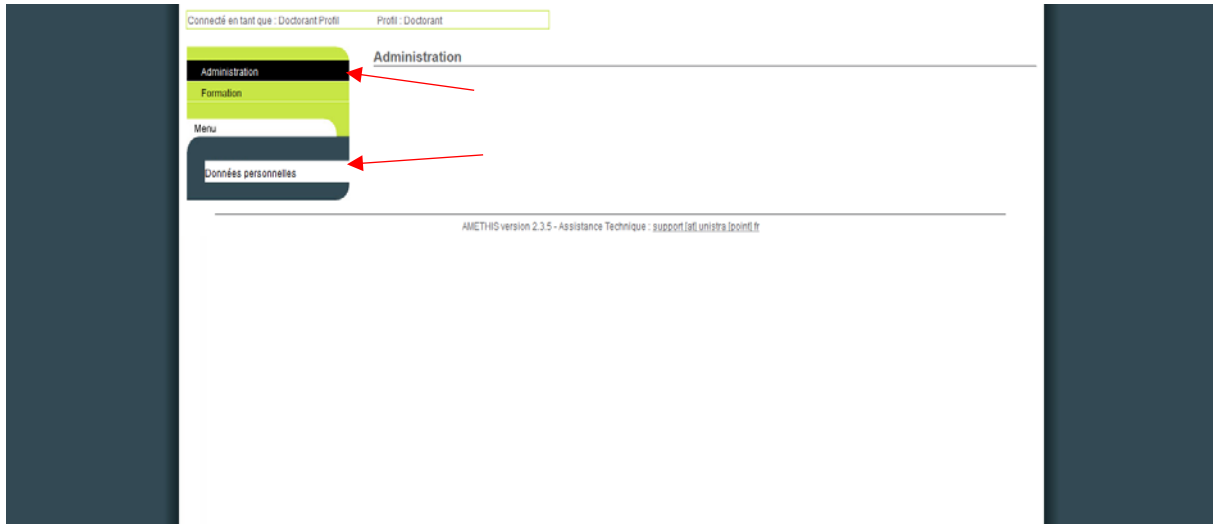 Connecté en tant que : Doctorant Profil Profil : Doctorant
Administration
Administration
Formation
Menu
Données personnelles
AMETHIS version 2.3.5 - Assistance Technique : support [at] unistra [point] fr